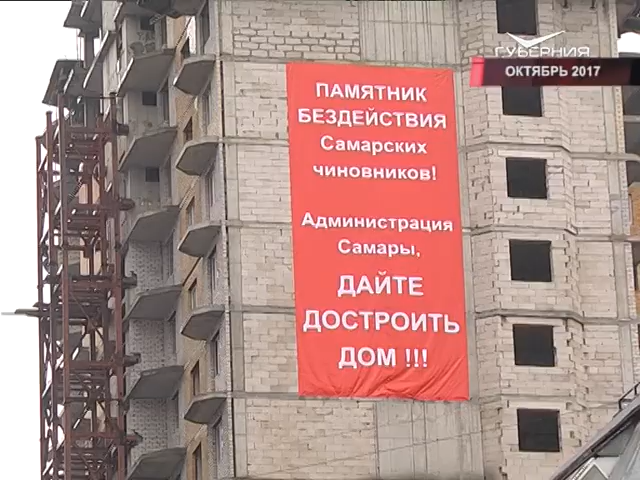 ГУБЕРНИЯ
ОКТЯБРЬ 2017
ПАМЯТНИК
БЕЗДЕЙСТВИЯ
Самарских
чиновников!
Администрация
Самары,
ДАЙТЕ
ДОСТРОИТЬ
ДОМ !!!